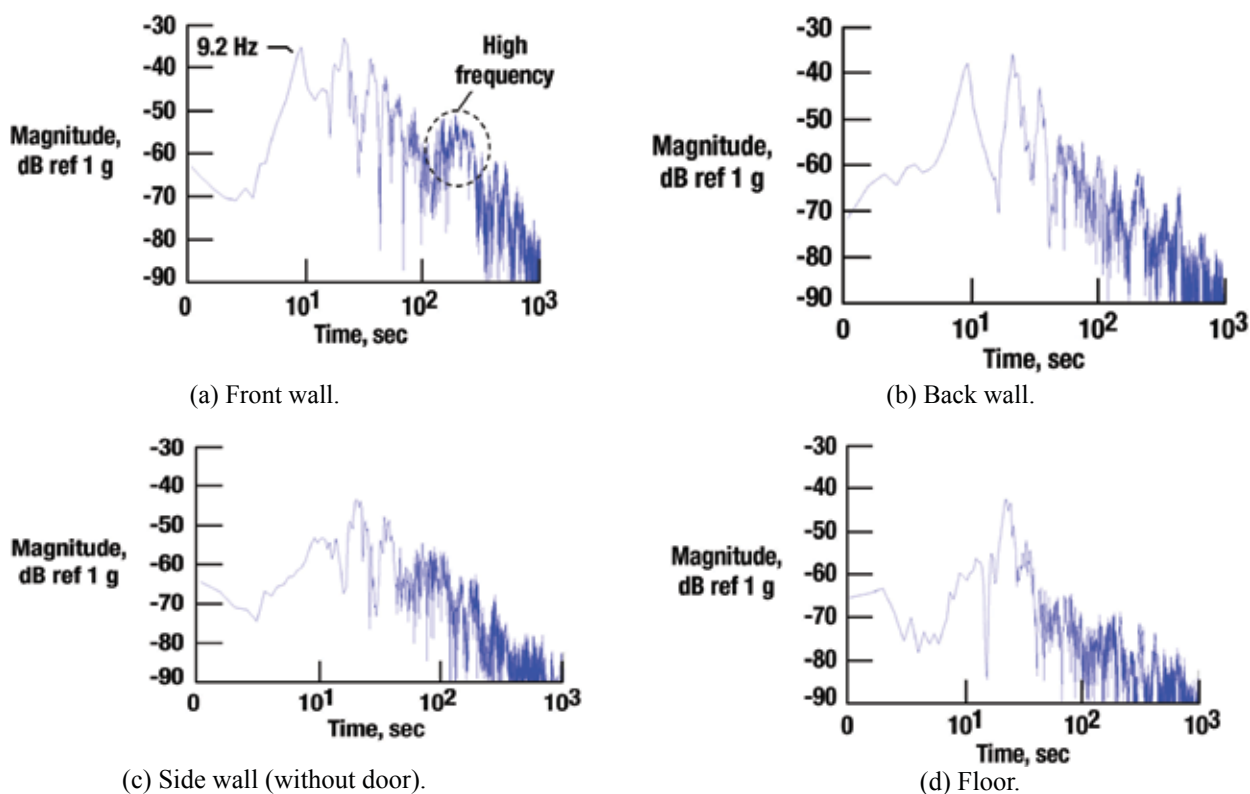 -30
-40
-50
-60
-70
-80
-90
Magnitude,
dB ref 1 g
9.2 Hz
High
frequency
0 10¹ 10² 10³
Time, sec
(a) Front wall.
-30
-40
-50
-60
-70
-80
-90
Magnitude,
dB ref 1 g
0 10¹ 10² 10³
Time, sec
(b) Back wall.
-30
-40
-50
-60
-70
-80
-90
Magnitude,
dB ref 1 g
0 10¹ 10² 10³
Time, sec
(c) Side wall (without door).
-30
-40
-50
-60
-70
-80
-90
Magnitude,
dB ref 1 g
0 10¹ 10² 10³
Time, sec
(d) Floor.